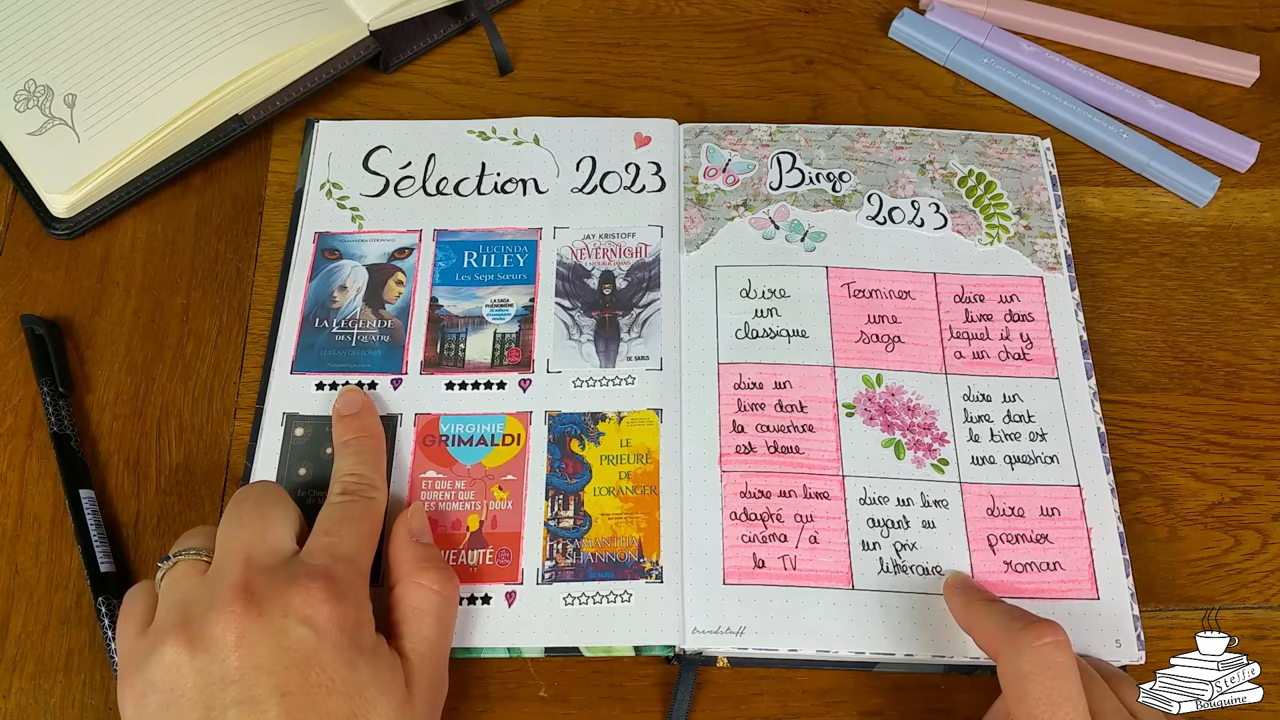 Sélection 2023
CASSANDRA O'DONNELL
LA LÉGENDE
4
DES QUATRE
LUCINDA
RILEY
Les Sept Sœurs
LA SAGA
PHÉNOMÈNE
JAY KRISTOFF
NEVERNIGHT
N'OUBLIE JAMAIS
DE SAXUS
VIRGINIE
GRIMALDI
ET QUE NE
DURENT QUE
LES MOMENTS DOUX
LE
PRIEURÉ
DE
L'ORANGER
SAMANTHA
SHANNON
Bingo
2023
Lire
un
classique
Terminer
une
saga
Lire un
livre dans
lequel il y
a un chat
Lire un
livre dont
la couverture
est bleue
Lire un
livre dont
le titre est
une question
Lire un livre
adapté au
cinéma / à
la TV
Lire un livre
ayant eu
un prix
littéraire
Lire un
premier
roman
trendstuff
5
Steffie
Bouquine